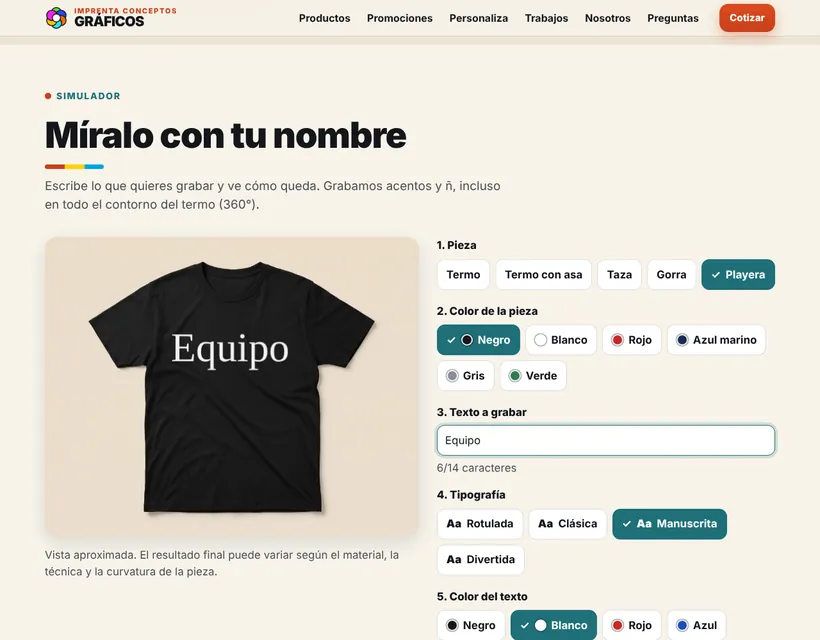 IMPRENTA CONCEPTOS
GRÁFICOS
Productos Promociones Personaliza Trabajos Nosotros Preguntas Cotizar
SIMULADOR
Míralo con tu nombre
Escribe lo que quieres grabar y ve cómo queda. Grabamos acentos y ñ, incluso
en todo el contorno del termo (360°).
Equipo
Vista aproximada. El resultado final puede variar según el material, la
técnica y la curvatura de la pieza.
1. Pieza
Termo Termo con asa Taza Gorra ✓ Playera
2. Color de la pieza
✓ Negro Blanco Rojo Azul marino
Gris Verde
3. Texto a grabar
Equipo
6/14 caracteres
4. Tipografía
Aa Rotulada Aa Clásica ✓ Aa Manuscrita
Aa Divertida
5. Color del texto
Negro ✓ Blanco Rojo Azul